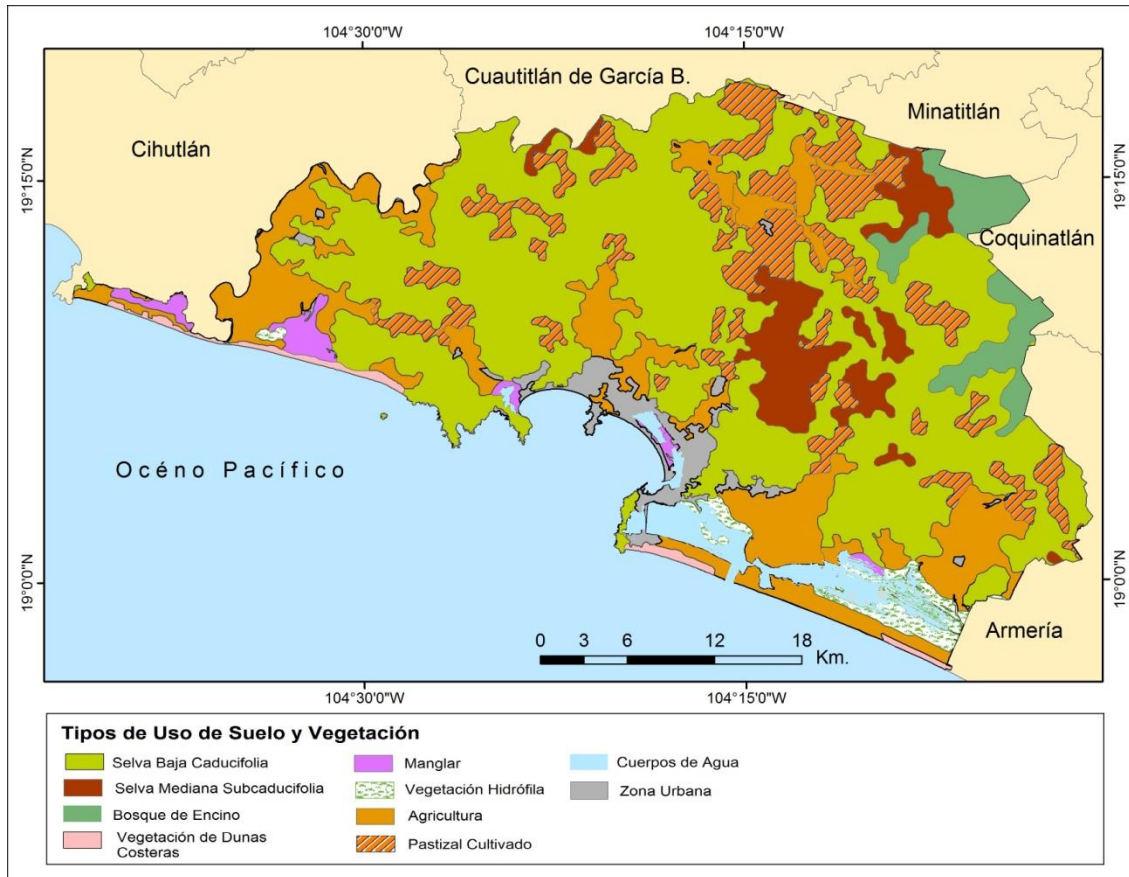 104°30'0"W
104°15'0"W
Cuautitlán de García B.
Minatitlán
Cihutlán
19°15'0"N
19°15'0"N
Coquinatlán
Océno Pacífico
19°0'0"N
19°0'0"N
Armería
0 3 6 12 18
Km.
104°30'0"W
104°15'0"W
Tipos de Uso de Suelo y Vegetación
Selva Baja Caducifolia
Selva Mediana Subcaducifolia
Bosque de Encino
Vegetación de Dunas
Costeras
Manglar
Vegetación Hidrófila
Agricultura
Pastizal Cultivado
Cuerpos de Agua
Zona Urbana